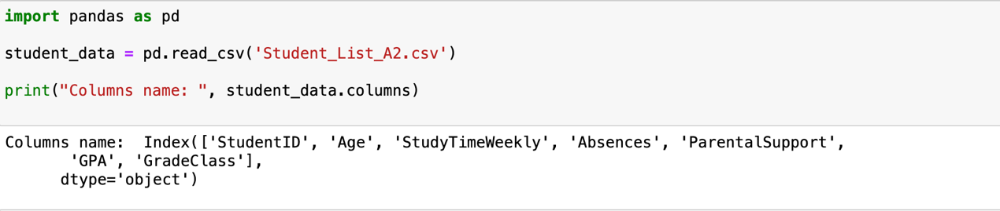 import pandas as pd
student_data = pd.read_csv('Student_List_A2.csv')
print("Columns name: ", student_data.columns)
Columns name:  Index(['StudentID', 'Age', 'StudyTimeWeekly', 'Absences', 'ParentalSupport',
       'GPA', 'GradeClass'],
      dtype='object')